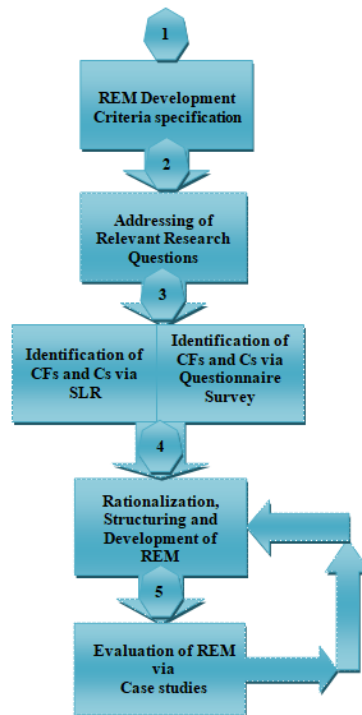 1
REM Development
Criteria specification
2
Addressing of
Relevant Research
Questions
3
Identification of
CFs and Cs via
SLR
Identification of
CFs and Cs via
Questionnaire
Survey
4
Rationalization,
Structuring and
Development of
REM
5
Evaluation of REM
via
Case studies